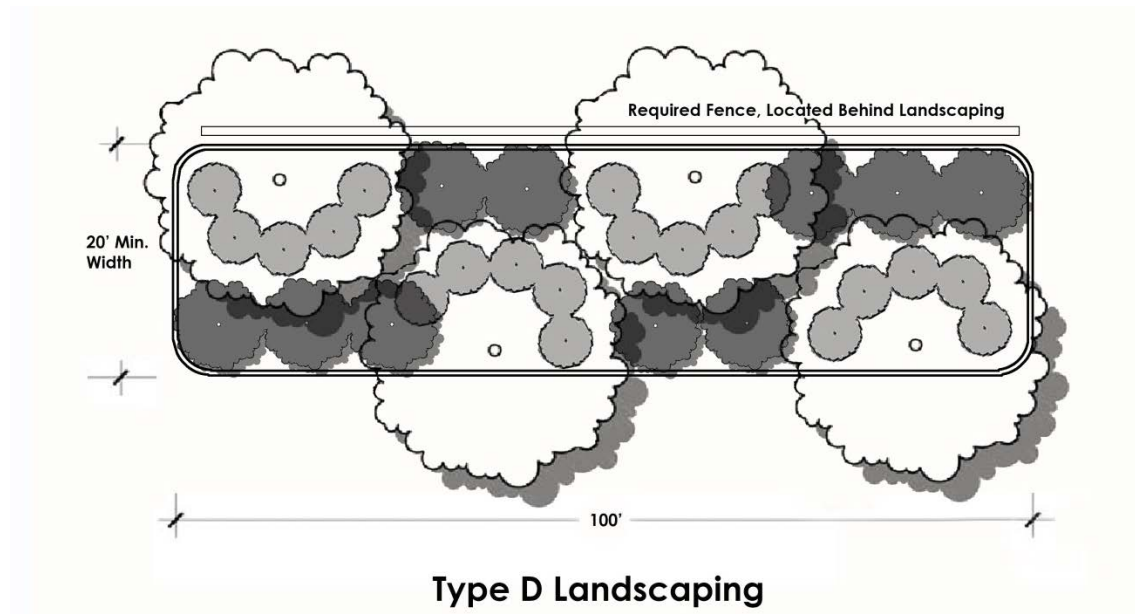 Required Fence, Located Behind Landscaping
20' Min.
Width
100'
Type D Landscaping